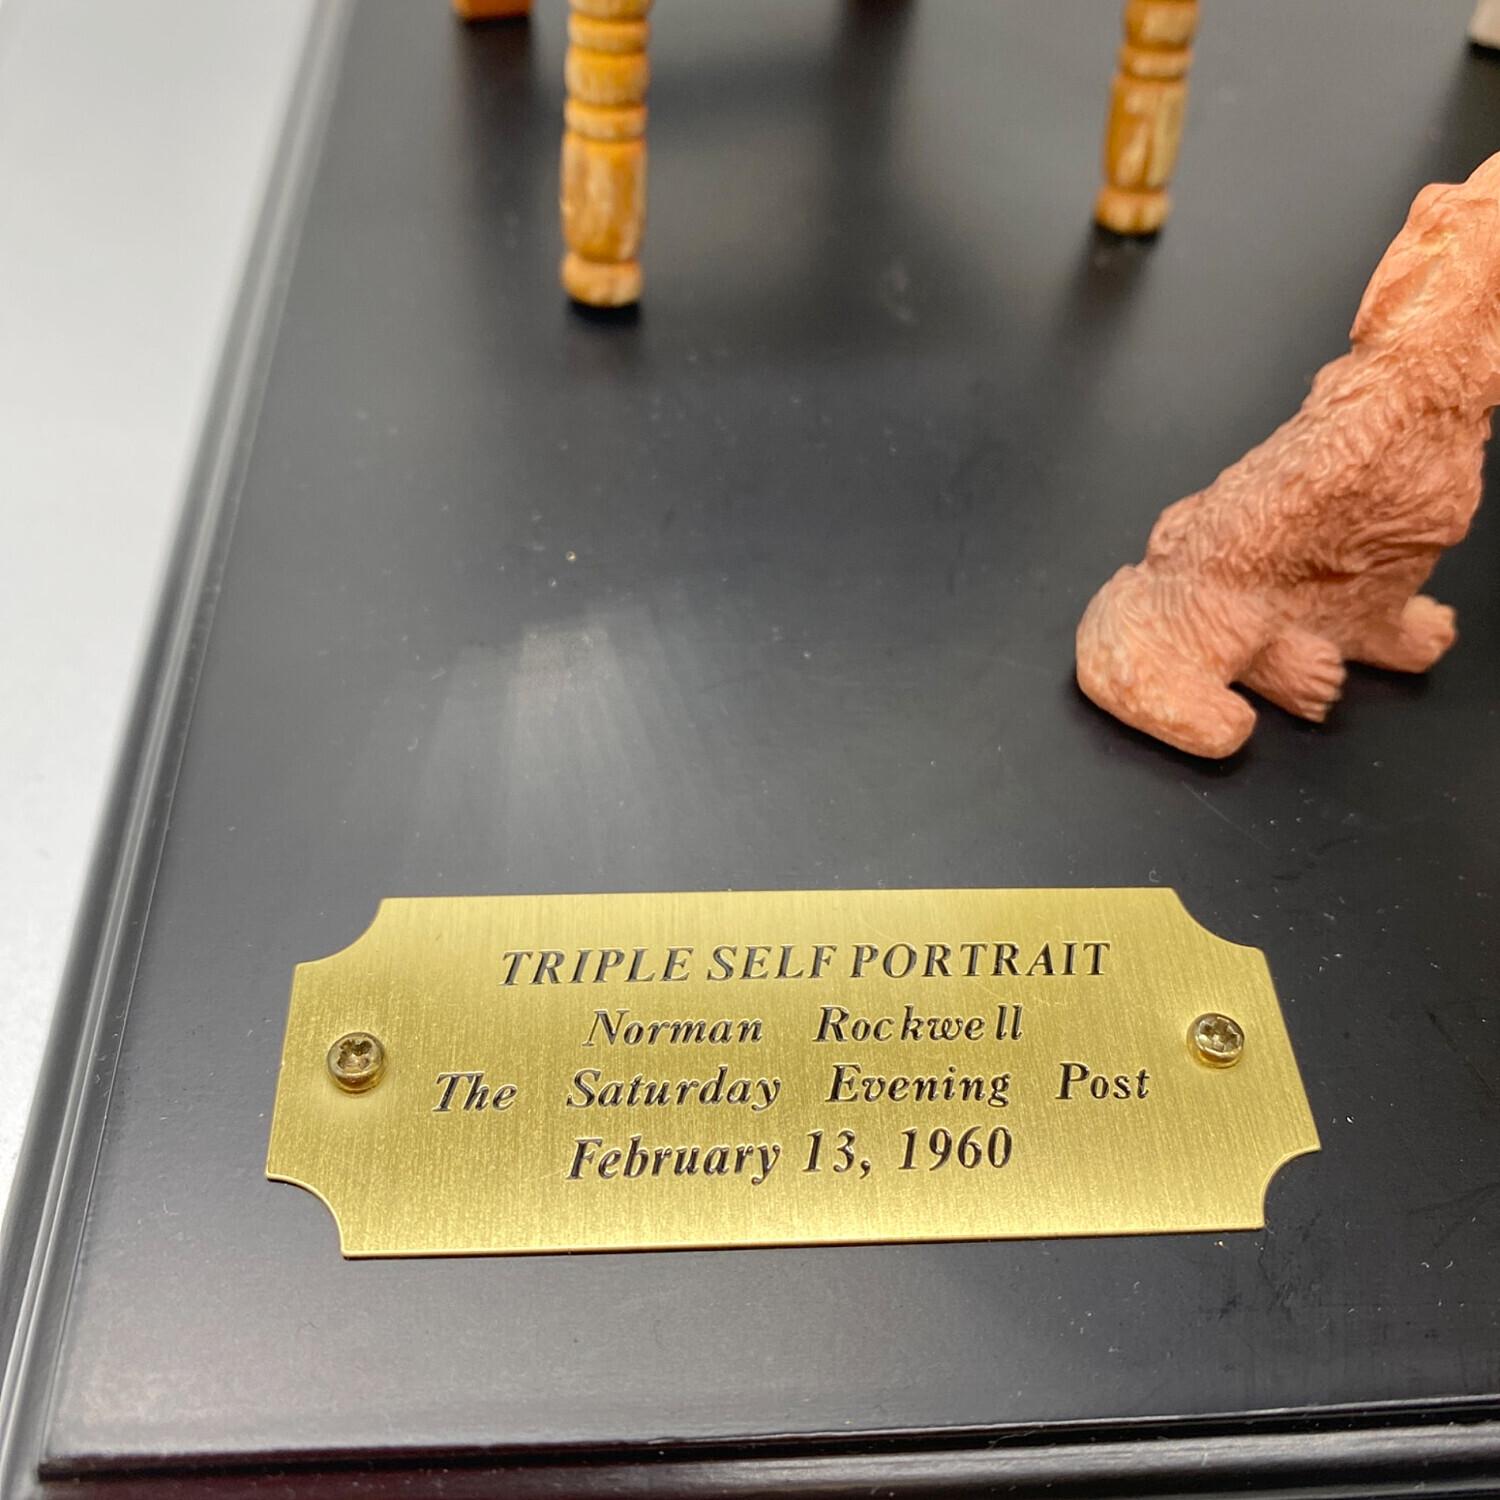 TRIPLE SELF PORTRAIT
Norman Rockwell
The Saturday Evening Post
February 13, 1960